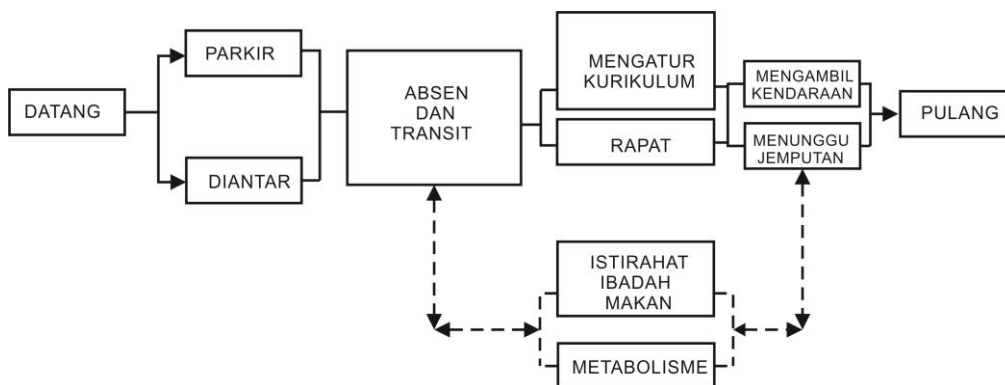 DATANG
PARKIR
DIANTAR
ABSEN
DAN
TRANSIT
MENGATUR
KURIKULUM
RAPAT
MENGAMBIL
KENDARAAN
MENUNGGU
JEMPUTAN
PULANG
ISTIRAHAT
IBADAH
MAKAN
METABOLISME